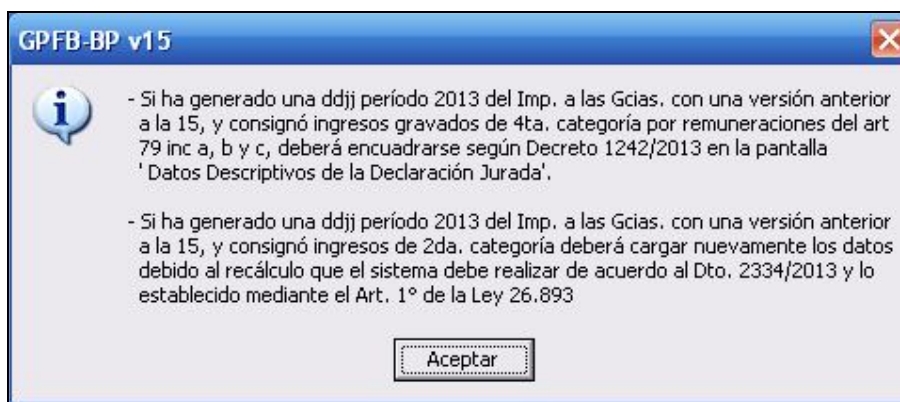 GPFB-BP v15
- Si ha generado una ddjj período 2013 del Imp. a las Gcias. con una versión anterior
a la 15, y consignó ingresos gravados de 4ta. categoría por remuneraciones del art
79 inc a, b y c, deberá encuadrarse según Decreto 1242/2013 en la pantalla
' Datos Descriptivos de la Declaración Jurada'.
- Si ha generado una ddjj período 2013 del Imp. a las Gcias. con una versión anterior
a la 15, y consignó ingresos de 2da. categoría deberá cargar nuevamente los datos
debido al recálculo que el sistema debe realizar de acuerdo al Dto. 2334/2013 y lo
establecido mediante el Art. 1° de la Ley 26.893
Aceptar